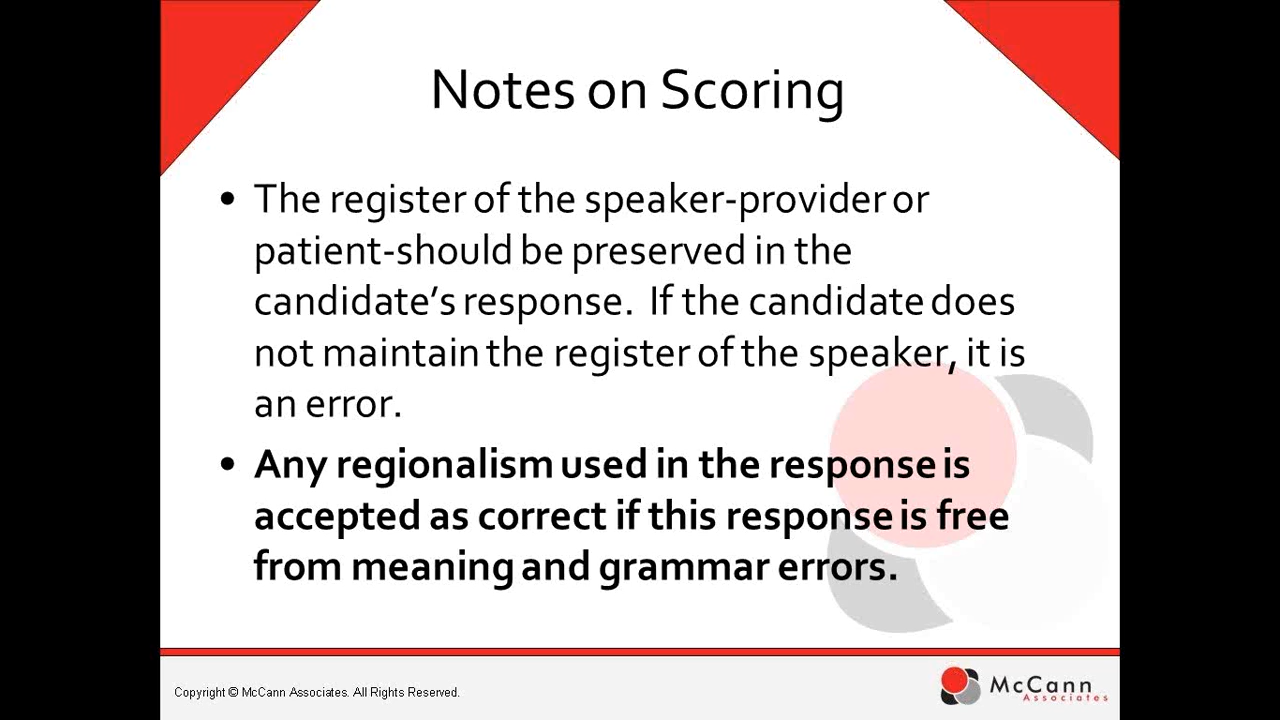 Notes on Scoring
• The register of the speaker-provider or
patient-should be preserved in the
candidate's response. If the candidate does
not maintain the register of the speaker, it is
an error.
• Any regionalism used in the response is
accepted as correct if this response is free
from meaning and grammar errors.
Copyright © McCann Associates. All Rights Reserved.
McCann
Associates